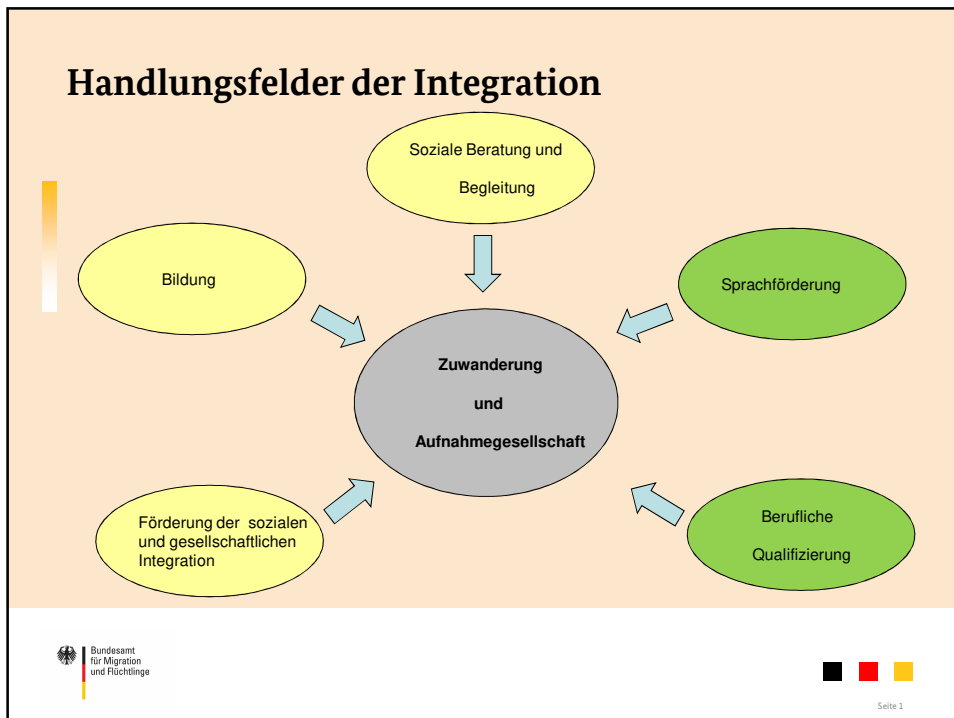 Handlungsfelder der Integration
Soziale Beratung und
Begleitung
Bildung
Sprachförderung
Zuwanderung
und
Aufnahmegesellschaft
Förderung der sozialen
und gesellschaftlichen
Integration
Berufliche
Qualifizierung
Bundesamt
für Migration
und Flüchtlinge
Seite 1